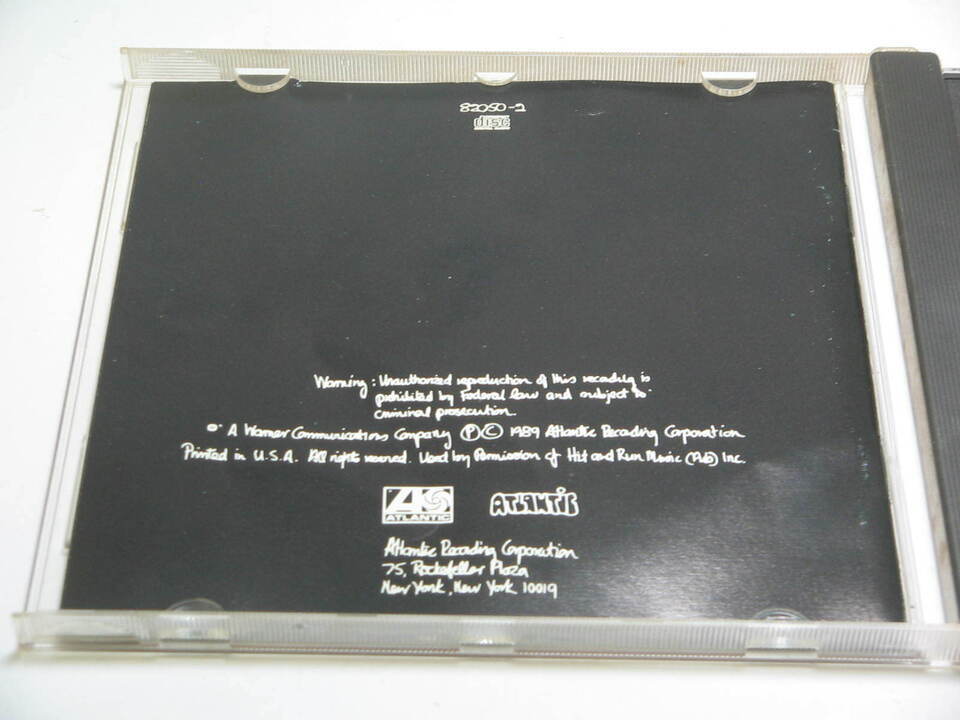 82050-2
disc
Warning: Unauthorized reproduction of this recording is
prohibited by Federal law and subject to
criminal prosecution.
A Warner Communications Company Ⓟ© 1989 Atlantic Recording Corporation
Printed in U.S.A. All rights reserved. Used by Permission of Hit and Run Music (Pub) Inc.
ATLANTIC
ATLANTIC
Atlantic Recording Corporation
75, Rockefeller Plaza
New York, New York 10019